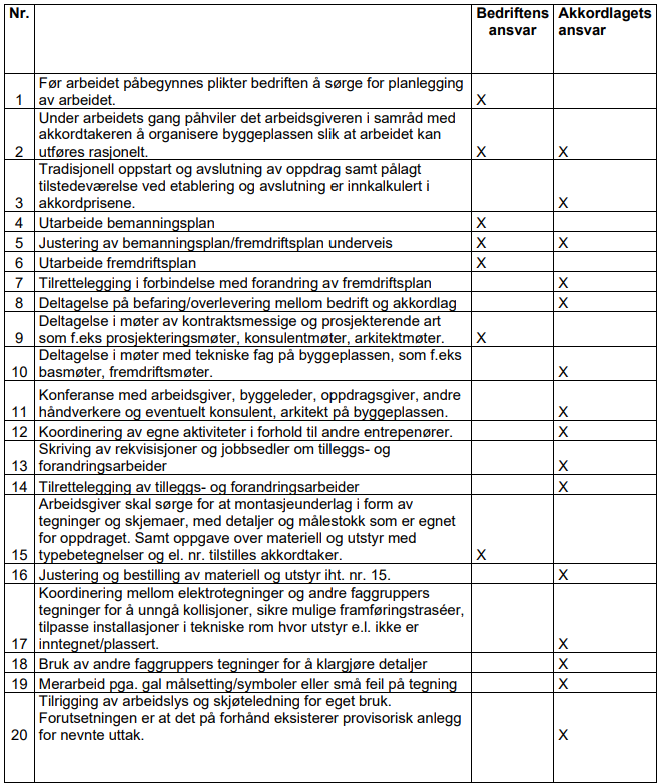 Nr. Bedriftens ansvar Akkordlagets ansvar
Før arbeidet påbegynnes plikter bedriften å sørge for planlegging
1 av arbeidet. X
Under arbeidets gang påhviler det arbeidsgiveren i samråd med
akkordtakeren å organisere byggeplassen slik at arbeidet kan
2 utføres rasjonelt. X X
Tradisjonell oppstart og avslutning av oppdrag samt pålagt
tilstedeværelse ved etablering og avslutning er innkalkulert i
3 akkordprisene. X
4 Utarbeide bemanningsplan X
5 Justering av bemanningsplan/fremdriftsplan underveis X X
6 Utarbeide fremdriftsplan X
7 Tilrettelegging i forbindelse med forandring av fremdriftsplan X
8 Deltagelse på befaring/overlevering mellom bedrift og akkordlag X
Deltagelse i møter av kontraktsmessige og prosjekterende art
9 som f.eks prosjekteringsmøter, konsulentmøter, arkitektmøter. X
Deltagelse i møter med tekniske fag på byggeplassen, som f.eks
10 basmøter, fremdriftsmøter. X
Konferanse med arbeidsgiver, byggeleder, oppdragsgiver, andre
11 håndverkere og eventuelt konsulent, arkitekt på byggeplassen. X
12 Koordinering av egne aktiviteter i forhold til andre entrepenører. X
Skriving av rekvisisjoner og jobbsedler om tilleggs- og
13 forandringsarbeider X
14 Tilrettelegging av tilleggs- og forandringsarbeider X
Arbeidsgiver skal sørge for at montasjeunderlag i form av
tegninger og skjemaer, med detaljer og målestokk som er egnet
for oppdraget. Samt oppgave over materiell og utstyr med
15 typebetegnelser og el. nr. tilstilles akkordtaker. X
16 Justering og bestilling av materiell og utstyr iht. nr. 15. X
Koordinering mellom elektrotegninger og andre faggruppers
tegninger for å unngå kollisjoner, sikre mulige framføringstraséer,
tilpasse installasjoner i tekniske rom hvor utstyr e.l. ikke er
17 inntegnet/plassert. X
18 Bruk av andre faggruppers tegninger for å klargjøre detaljer X
19 Merarbeid pga. gal målsetting/symboler eller små feil på tegning X
Tilrigging av arbeidslys og skjøteledning for eget bruk.
Forutsetningen er at det på forhånd eksisterer provisorisk anlegg
20 for nevnte uttak. X